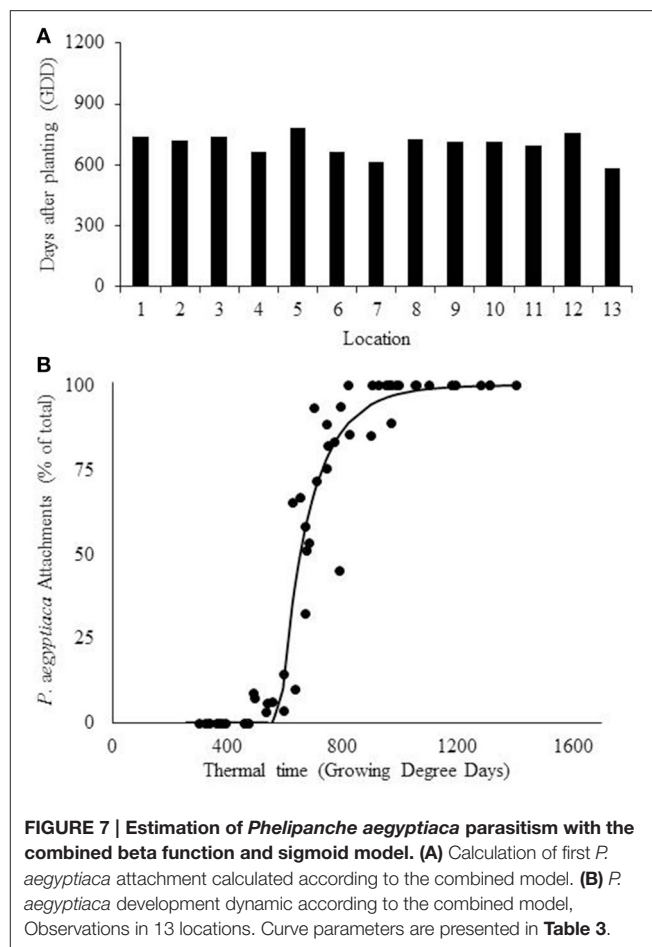 A
1200
900
600
300
0
Days after planting (GDD)
1 2 3 4 5 6 7 8 9 10 11 12 13
Location
B
100
75
50
25
0
P. aegyptiaca Attachments (% of total)
0 400 800 1200 1600
Thermal time (Growing Degree Days)
FIGURE 7 | Estimation of Phelipanche aegyptiaca parasitism with the
combined beta function and sigmoid model. (A) Calculation of first P.
aegyptiaca attachment calculated according to the combined model. (B) P.
aegyptiaca development dynamic according to the combined model,
Observations in 13 locations. Curve parameters are presented in Table 3.